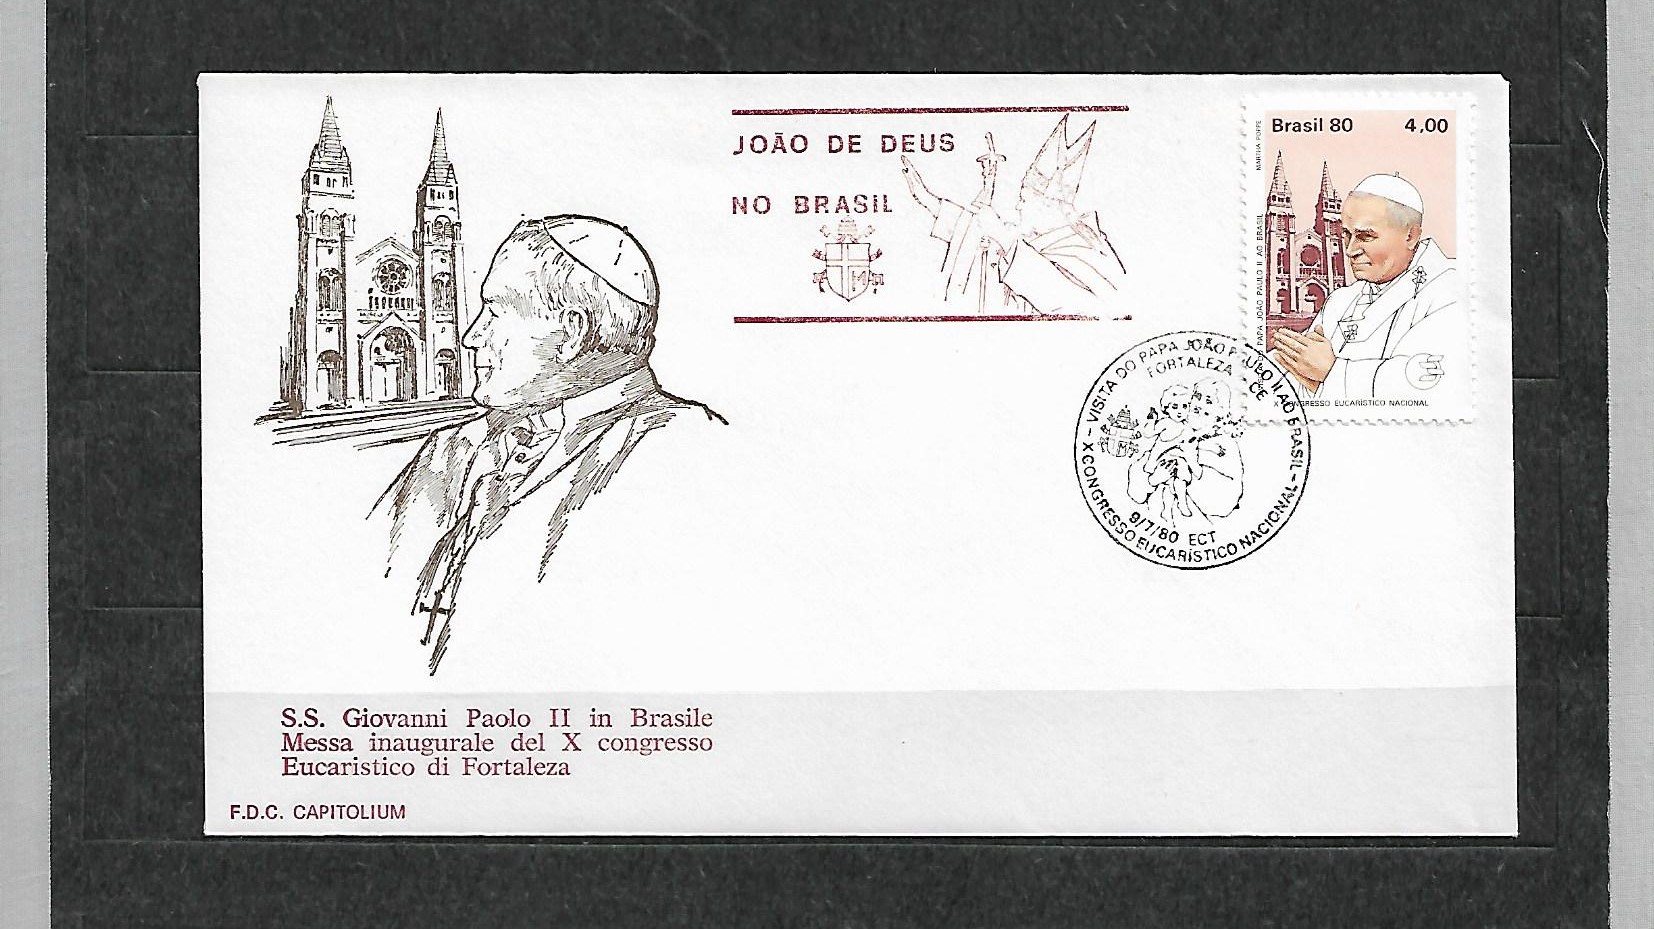 JOÃO DE DEUS
NO BRASIL
M
Brasil 80 4,00
MARTHA POPPE
PAPA JOÃO PAULO II AO BRASIL
X CONGRESSO EUCARÍSTICO NACIONAL
- VISITA DO PAPA JOÃO PAULO II AO BRASIL -
FORTALEZA - CE
M
9/7/80 ECT
X CONGRESSO EUCARÍSTICO NACIONAL
S.S. Giovanni Paolo II in Brasile
Messa inaugurale del X congresso
Eucaristico di Fortaleza
F.D.C. CAPITOLIUM